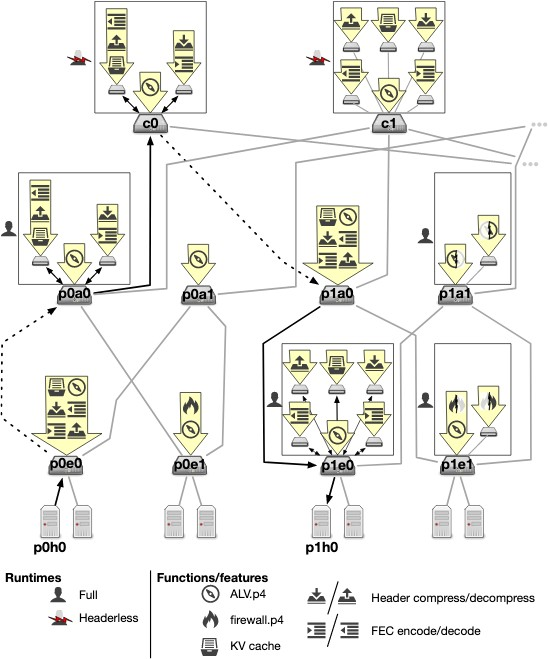 c0
c1
p0a0
p0a1
p1a0
p1a1
p0e0
p0e1
p1e0
p1e1
p0h0
p1h0
Runtimes
Full
Headerless
Functions/features
ALV.p4
firewall.p4
KV cache
Header compress/decompress
FEC encode/decode